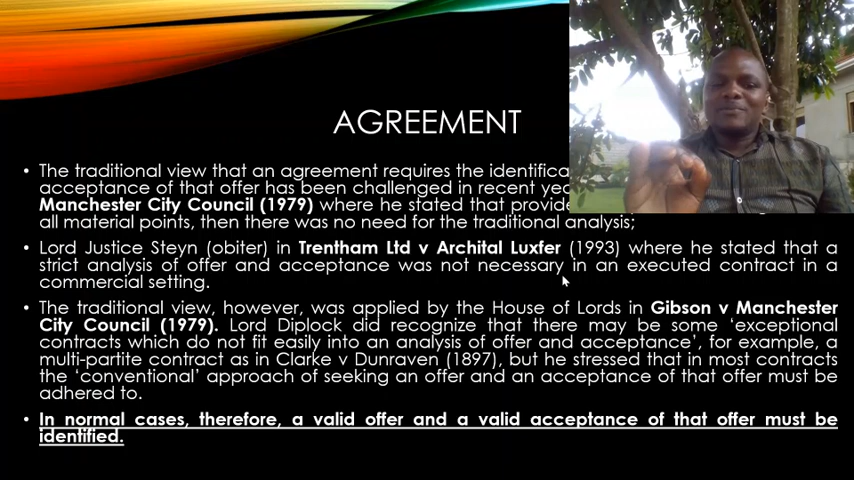 AGREEMENT
• The traditional view that an agreement requires the identifica
acceptance of that offer has been challenged in recent yea
Manchester City Council (1979) where he stated that provide
all material points, then there was no need for the traditional analysis;
• Lord Justice Steyn (obiter) in Trentham Ltd v Archital Luxfer (1993) where he stated that a
strict analysis of offer and acceptance was not necessary in an executed contract in a
commercial setting.
• The traditional view, however, was applied by the House of Lords in Gibson v Manchester
City Council (1979). Lord Diplock did recognize that there may be some ‘exceptional
contracts which do not fit easily into an analysis of offer and acceptance’, for example, a
multi-partite contract as in Clarke v Dunraven (1897), but he stressed that in most contracts
the ‘conventional’ approach of seeking an offer and an acceptance of that offer must be
adhered to.
• In normal cases, therefore, a valid offer and a valid acceptance of that offer must be
identified.